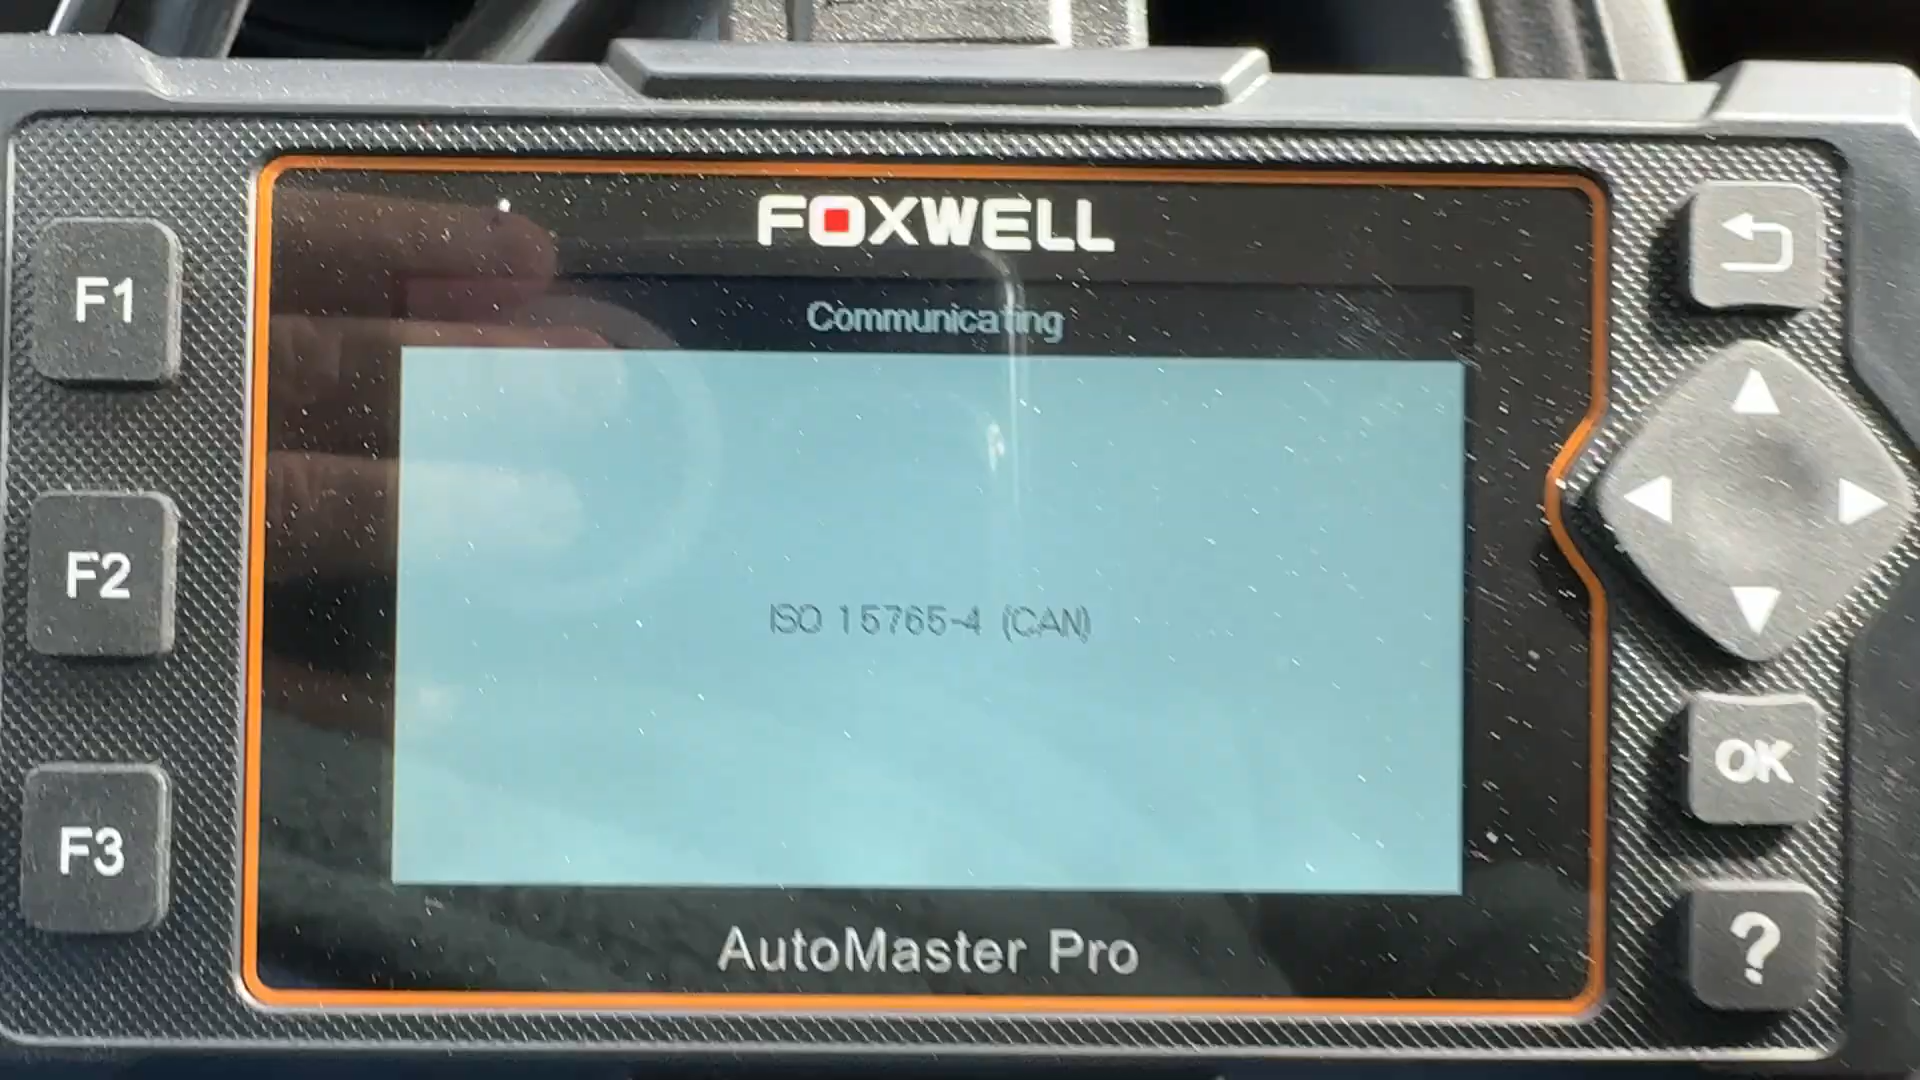 FOXWELL
Communicating
F1
F2
ISO 15765-4 (CAN)
OK
F3
?
AutoMaster Pro